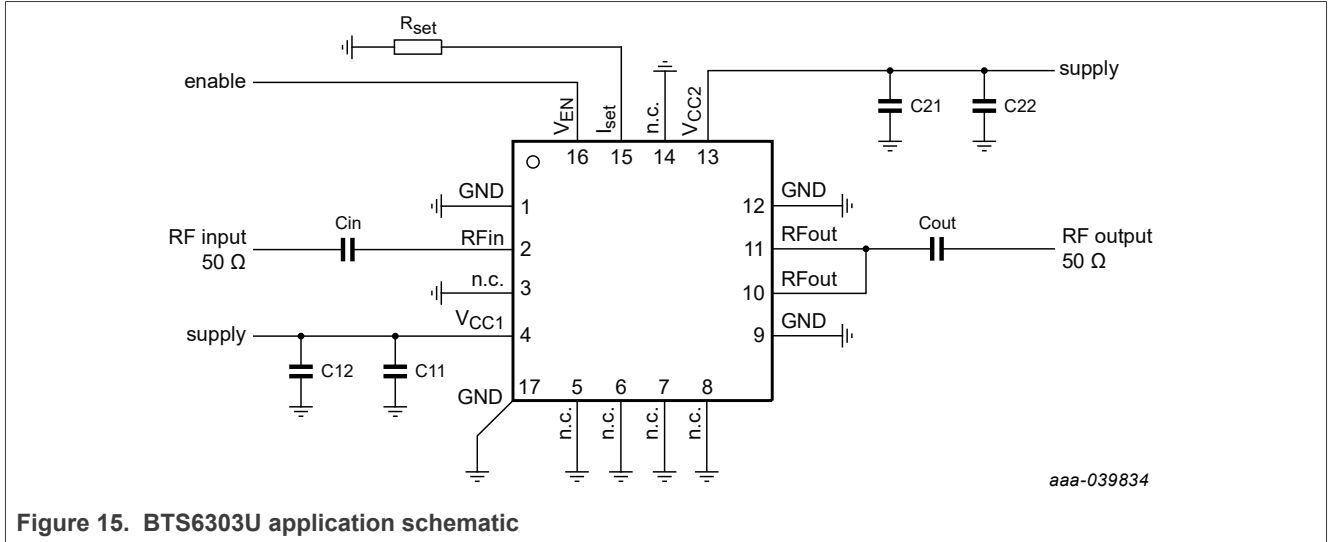 Rset
enable
supply
VEN
Iset
n.c.
VCC2
C21
C22
16
15
14
13
GND
1
12
GND
RF input
50 Ω
Cin
RFin
2
11
RFout
Cout
RF output
50 Ω
n.c.
3
10
RFout
supply
VCC1
4
9
GND
C12
C11
GND
17
5
6
7
8
n.c.
n.c.
n.c.
n.c.
aaa-039834
Figure 15. BTS6303U application schematic